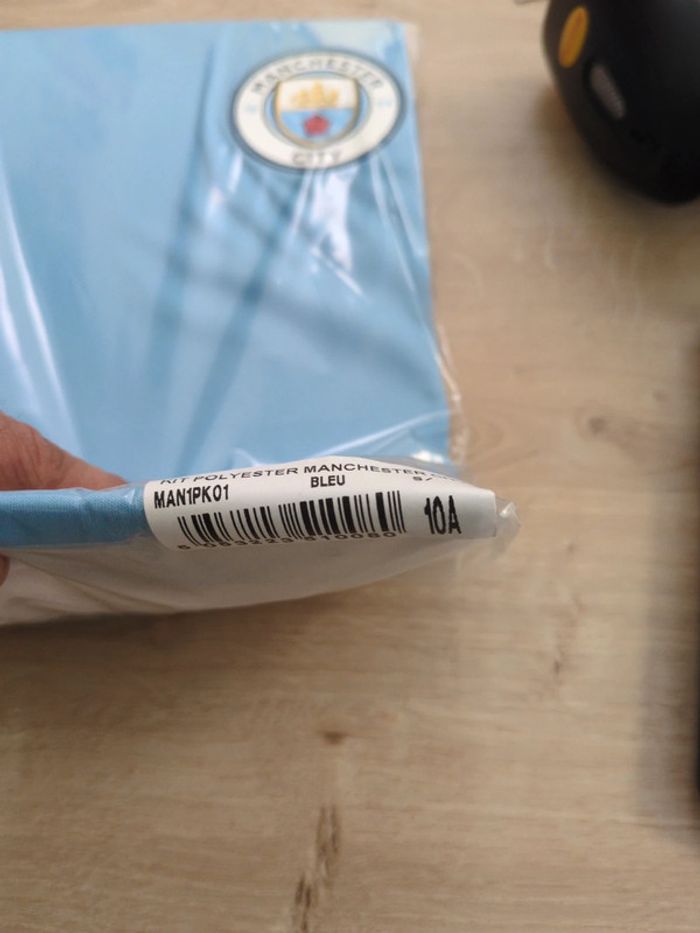 MANCHESTER
CITY
KIT POLYESTER MANCHESTER
MAN1PK01
BLEU
S/
10A